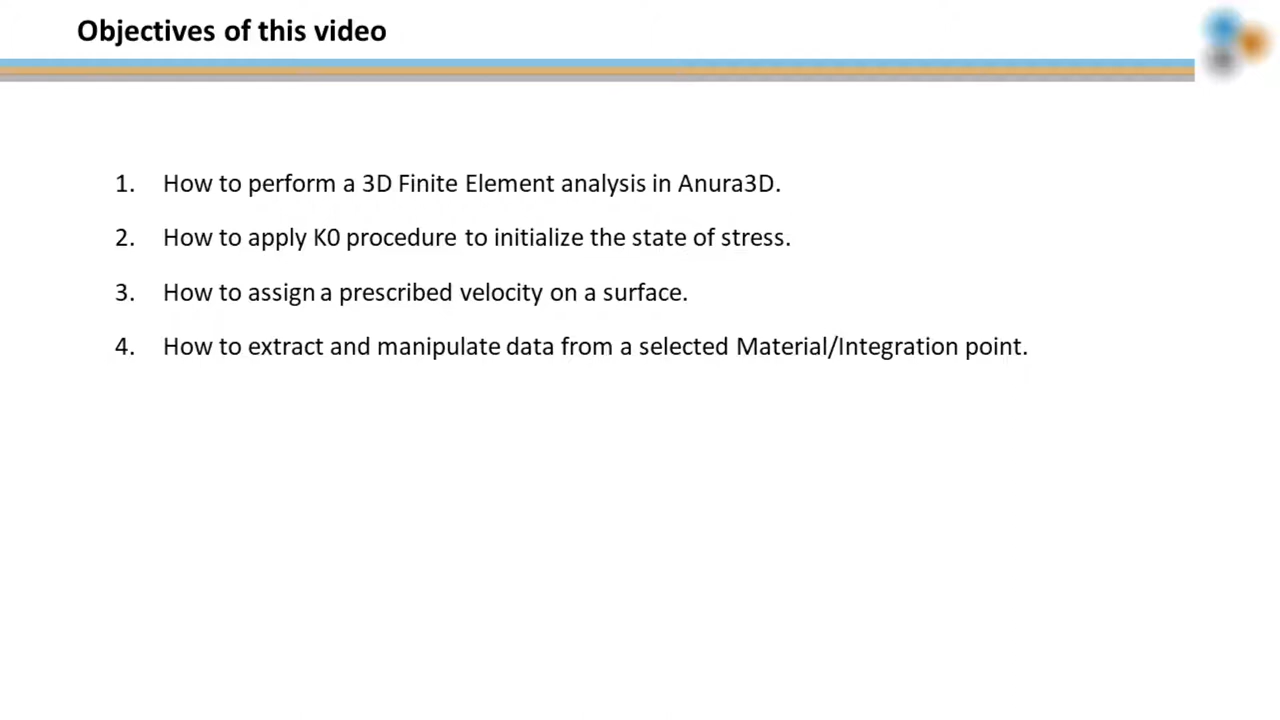 Objectives of this video
1. How to perform a 3D Finite Element analysis in Anura3D.
2. How to apply K0 procedure to initialize the state of stress.
3. How to assign a prescribed velocity on a surface.
4. How to extract and manipulate data from a selected Material/Integration point.